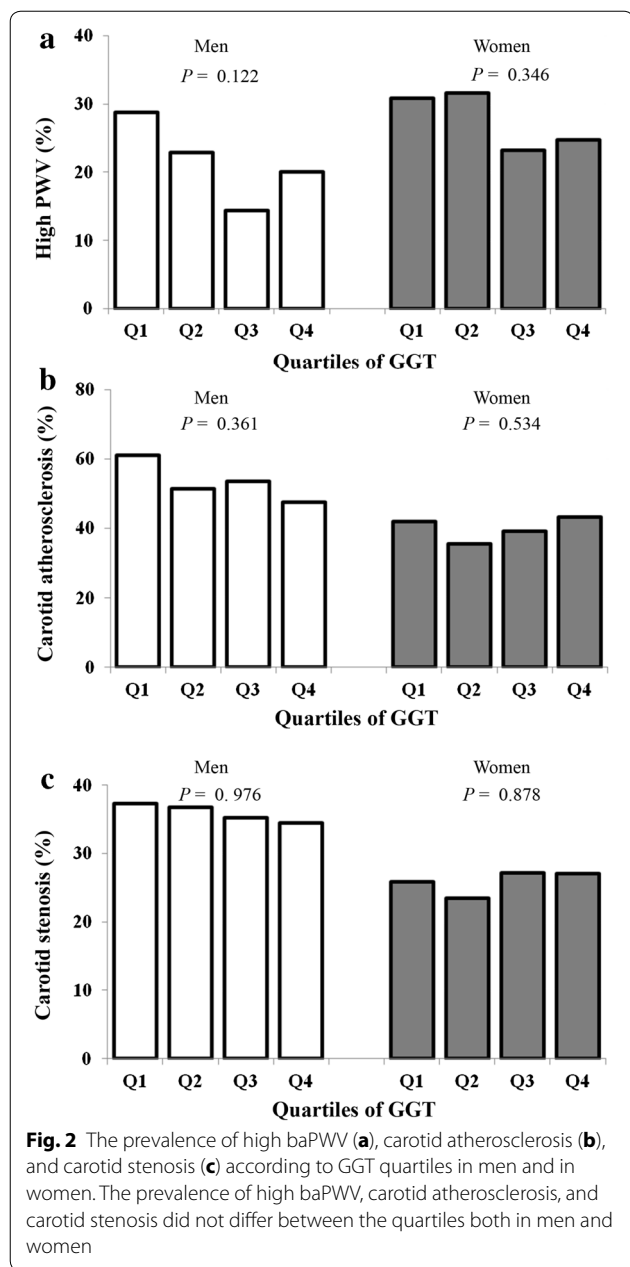 a
Men
Women
P = 0.122
P = 0.346
High PWV (%)
40
30
20
10
0
Q1 Q2 Q3 Q4 Q1 Q2 Q3 Q4
Quartiles of GGT
b
Men
Women
P = 0.361
P = 0.534
Carotid atherosclerosis (%)
80
60
40
20
0
Q1 Q2 Q3 Q4 Q1 Q2 Q3 Q4
Quartiles of GGT
c
Men
Women
P = 0. 976
P = 0.878
Carotid stenosis (%)
40
30
20
10
0
Q1 Q2 Q3 Q4 Q1 Q2 Q3 Q4
Quartiles of GGT
Fig. 2 The prevalence of high baPWV (a), carotid atherosclerosis (b),
and carotid stenosis (c) according to GGT quartiles in men and in
women. The prevalence of high baPWV, carotid atherosclerosis, and
carotid stenosis did not differ between the quartiles both in men and
women